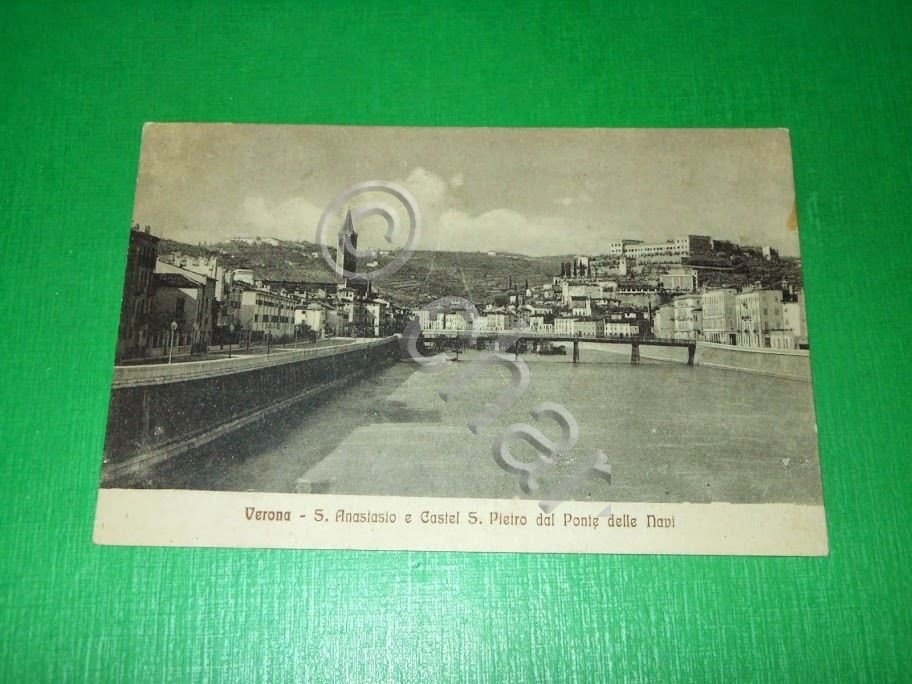 Verona - S. Anastasio e Castel S. Pietro dal Ponte delle Navi